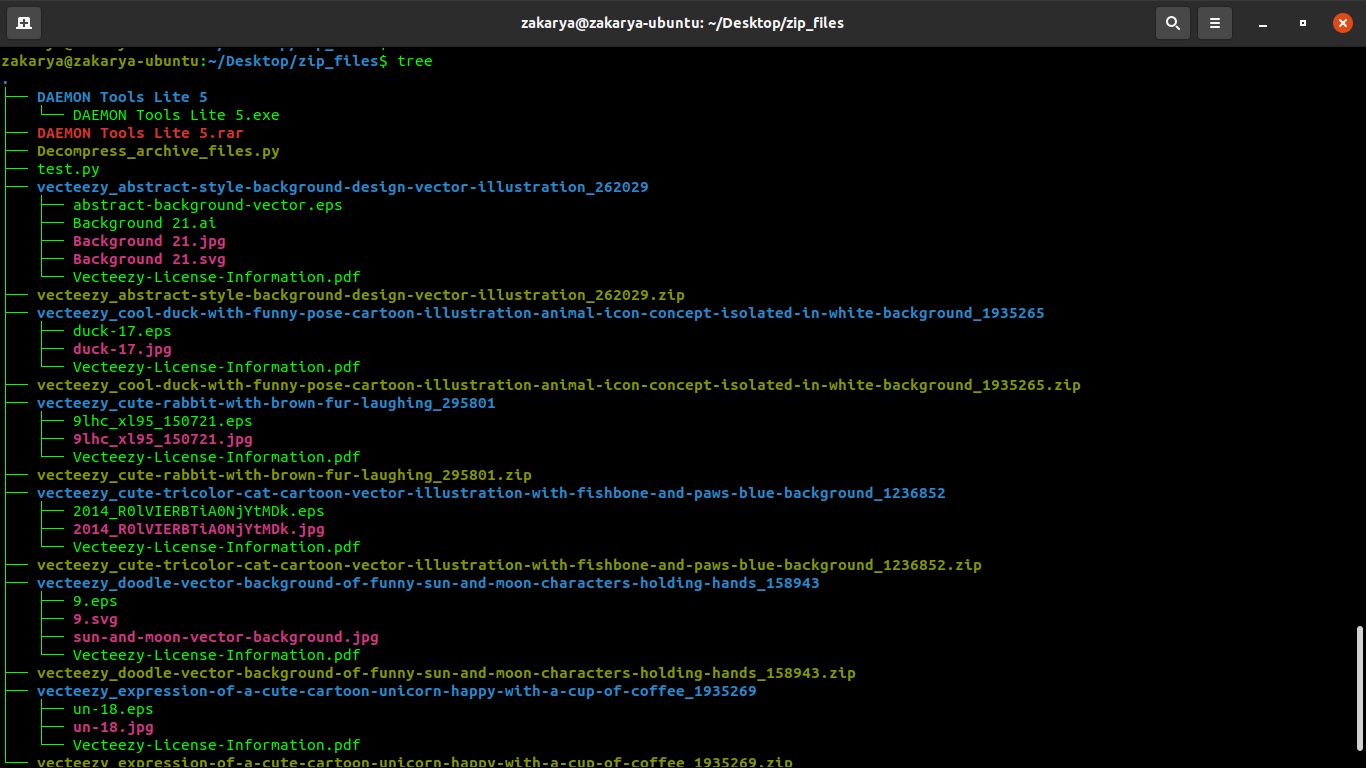 zakarya@zakarya-ubuntu: ~/Desktop/zip_files
zakarya@zakarya-ubuntu:~/Desktop/zip_files$ tree
.
├── DAEMON Tools Lite 5
│   └── DAEMON Tools Lite 5.exe
├── DAEMON Tools Lite 5.rar
├── Decompress_archive_files.py
├── test.py
├── vecteezy_abstract-style-background-design-vector-illustration_262029
│   ├── abstract-background-vector.eps
│   ├── Background 21.ai
│   ├── Background 21.jpg
│   ├── Background 21.svg
│   └── Vecteezy-License-Information.pdf
├── vecteezy_abstract-style-background-design-vector-illustration_262029.zip
├── vecteezy_cool-duck-with-funny-pose-cartoon-illustration-animal-icon-concept-isolated-in-white-background_1935265
│   ├── duck-17.eps
│   ├── duck-17.jpg
│   └── Vecteezy-License-Information.pdf
├── vecteezy_cool-duck-with-funny-pose-cartoon-illustration-animal-icon-concept-isolated-in-white-background_1935265.zip
├── vecteezy_cute-rabbit-with-brown-fur-laughing_295801
│   ├── 9lhc_xl95_150721.eps
│   ├── 9lhc_xl95_150721.jpg
│   └── Vecteezy-License-Information.pdf
├── vecteezy_cute-rabbit-with-brown-fur-laughing_295801.zip
├── vecteezy_cute-tricolor-cat-cartoon-vector-illustration-with-fishbone-and-paws-blue-background_1236852
│   ├── 2014_R0lVIERBTiA0NjYtMDk.eps
│   ├── 2014_R0lVIERBTiA0NjYtMDk.jpg
│   └── Vecteezy-License-Information.pdf
├── vecteezy_cute-tricolor-cat-cartoon-vector-illustration-with-fishbone-and-paws-blue-background_1236852.zip
├── vecteezy_doodle-vector-background-of-funny-sun-and-moon-characters-holding-hands_158943
│   ├── 9.eps
│   ├── 9.svg
│   ├── sun-and-moon-vector-background.jpg
│   └── Vecteezy-License-Information.pdf
├── vecteezy_doodle-vector-background-of-funny-sun-and-moon-characters-holding-hands_158943.zip
├── vecteezy_expression-of-a-cute-cartoon-unicorn-happy-with-a-cup-of-coffee_1935269
│   ├── un-18.eps
│   ├── un-18.jpg
│   └── Vecteezy-License-Information.pdf
└── vecteezy_expression-of-a-cute-cartoon-unicorn-happy-with-a-cup-of-coffee_1935269.zip